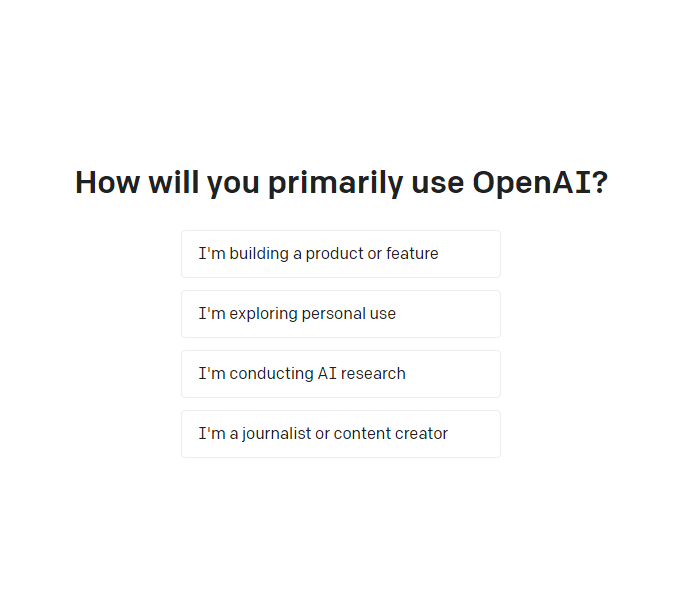 How will you primarily use OpenAI?
I'm building a product or feature
I'm exploring personal use
I'm conducting AI research
I'm a journalist or content creator